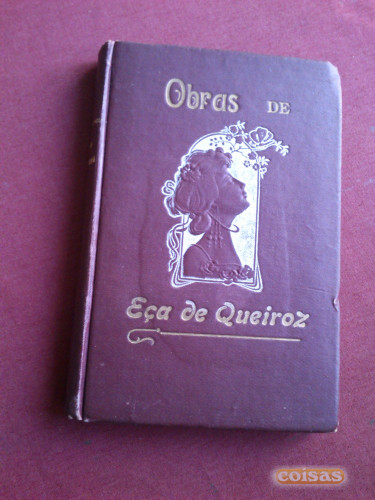 Obras DE
Eça de Queiroz
coisas